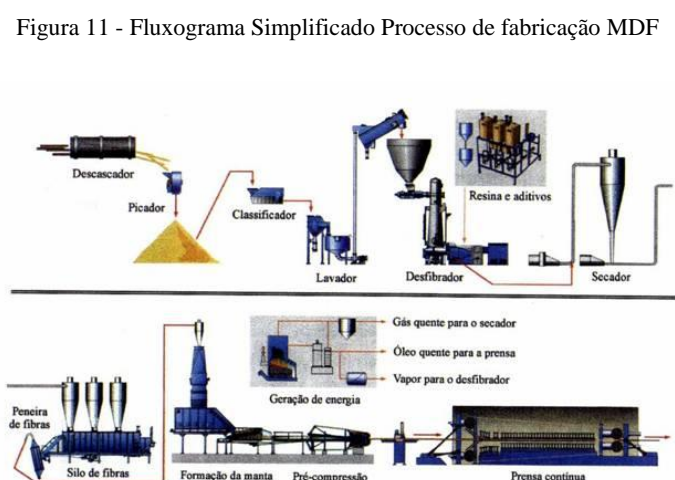 Figura 11 - Fluxograma Simplificado Processo de fabricação MDF
Descascador
Picador
Classificador
Lavador
Desfibrador
Resina e aditivos
Secador
Gás quente para o secador
Óleo quente para a prensa
Vapor para o desfibrador
Geração de energia
Peneira
de fibras
Silo de fibras
Formação da manta
Pré-compressão
Prensa contínua